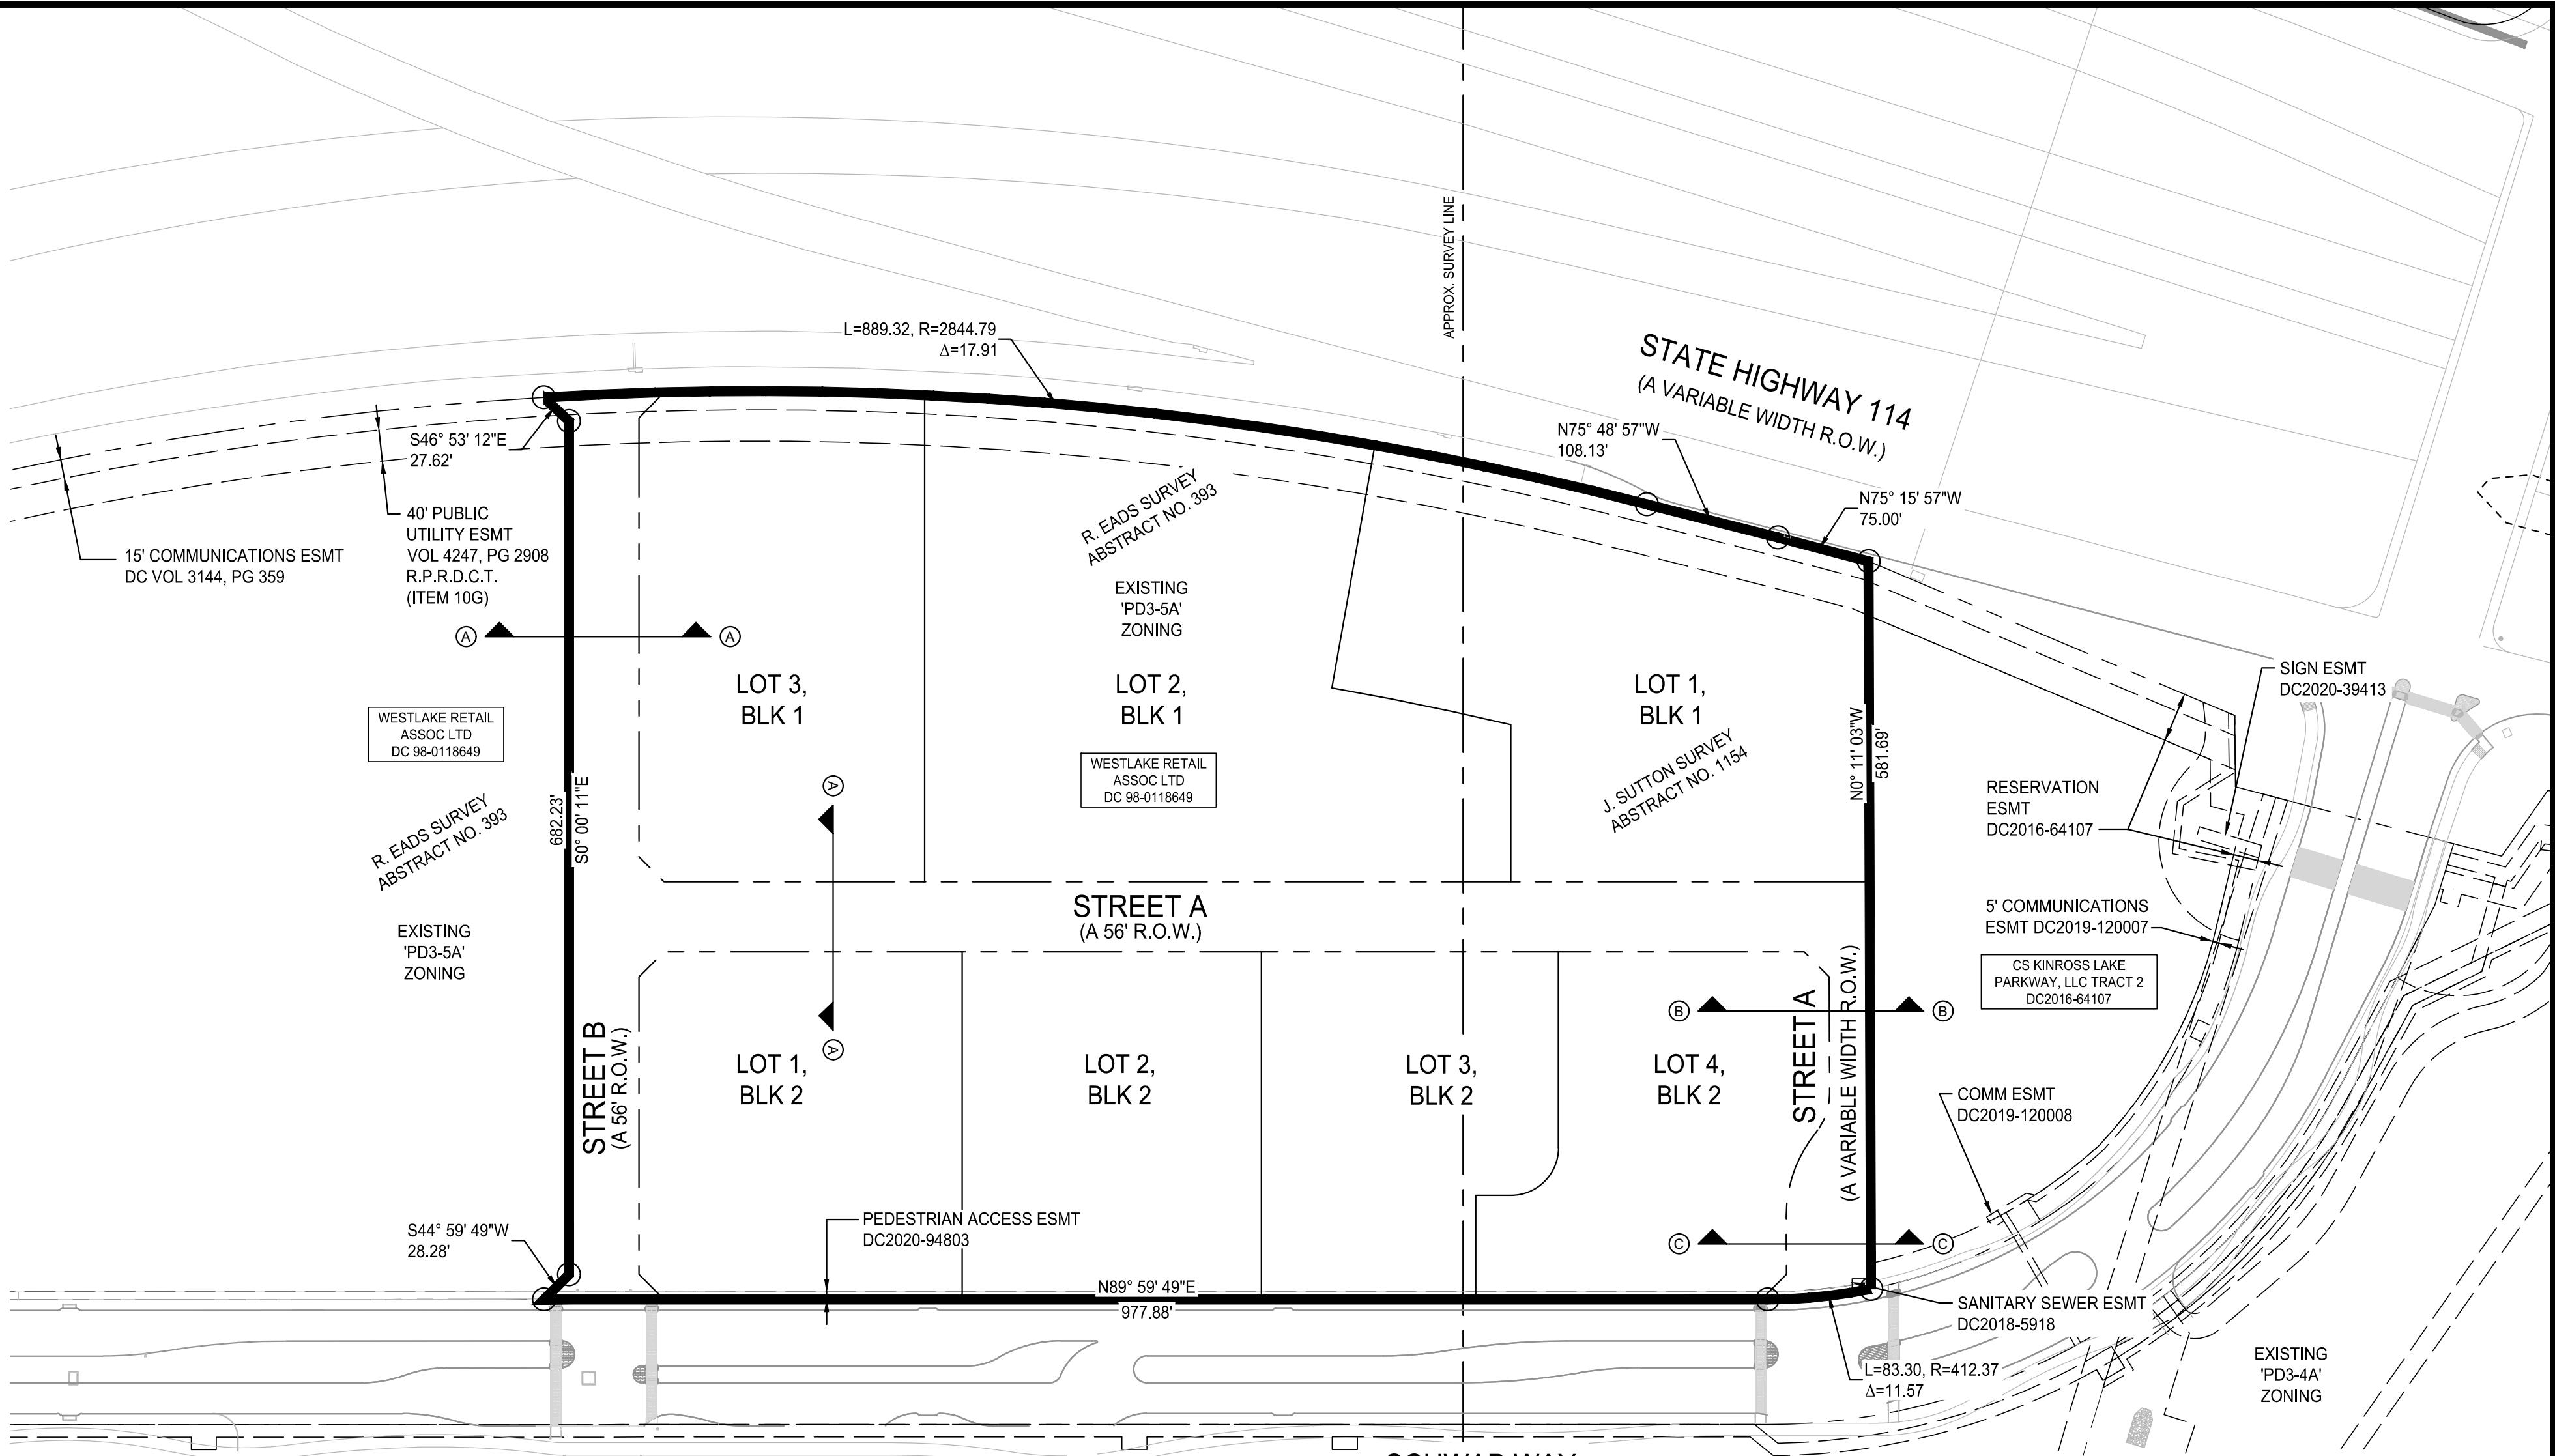 APPROX. SURVEY LINE
L=889.32, R=2844.79
Δ=17.91
STATE HIGHWAY 114
(A VARIABLE WIDTH R.O.W.)
N75° 48' 57"W
108.13'
N75° 15' 57"W
75.00'
S46° 53' 12"E
27.62'
40' PUBLIC
UTILITY ESMT
VOL 4247, PG 2908
R.P.R.D.C.T.
(ITEM 10G)
15' COMMUNICATIONS ESMT
DC VOL 3144, PG 359
R. EADS SURVEY
ABSTRACT NO. 393
EXISTING
'PD3-5A'
ZONING
A
A
LOT 3,
BLK 1
LOT 2,
BLK 1
LOT 1,
BLK 1
SIGN ESMT
DC2020-39413
WESTLAKE RETAIL
ASSOC LTD
DC 98-0118649
WESTLAKE RETAIL
ASSOC LTD
DC 98-0118649
J. SUTTON SURVEY
ABSTRACT NO. 1154
N0° 11' 03"W
581.69'
RESERVATION
ESMT
DC2016-64107
682.23'
S0° 00' 11"E
A
R. EADS SURVEY
ABSTRACT NO. 393
EXISTING
'PD3-5A'
ZONING
STREET A
(A 56' R.O.W.)
5' COMMUNICATIONS
ESMT DC2019-120007
CS KINROSS LAKE
PARKWAY, LLC TRACT 2
DC2016-64107
B
B
A
STREET B
(A 56' R.O.W.)
LOT 1,
BLK 2
LOT 2,
BLK 2
LOT 3,
BLK 2
LOT 4,
BLK 2
STREET A
(A VARIABLE WIDTH R.O.W.)
COMM ESMT
DC2019-120008
S44° 59' 49"W
28.28'
PEDESTRIAN ACCESS ESMT
DC2020-94803
C
C
N89° 59' 49"E
977.88'
SANITARY SEWER ESMT
DC2018-5918
L=83.30, R=412.37
Δ=11.57
EXISTING
'PD3-4A'
ZONING